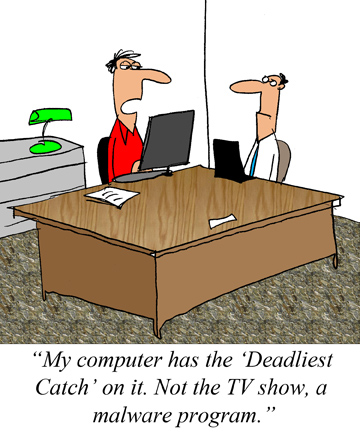 “My computer has the ‘Deadliest
Catch’ on it. Not the TV show, a
malware program.”